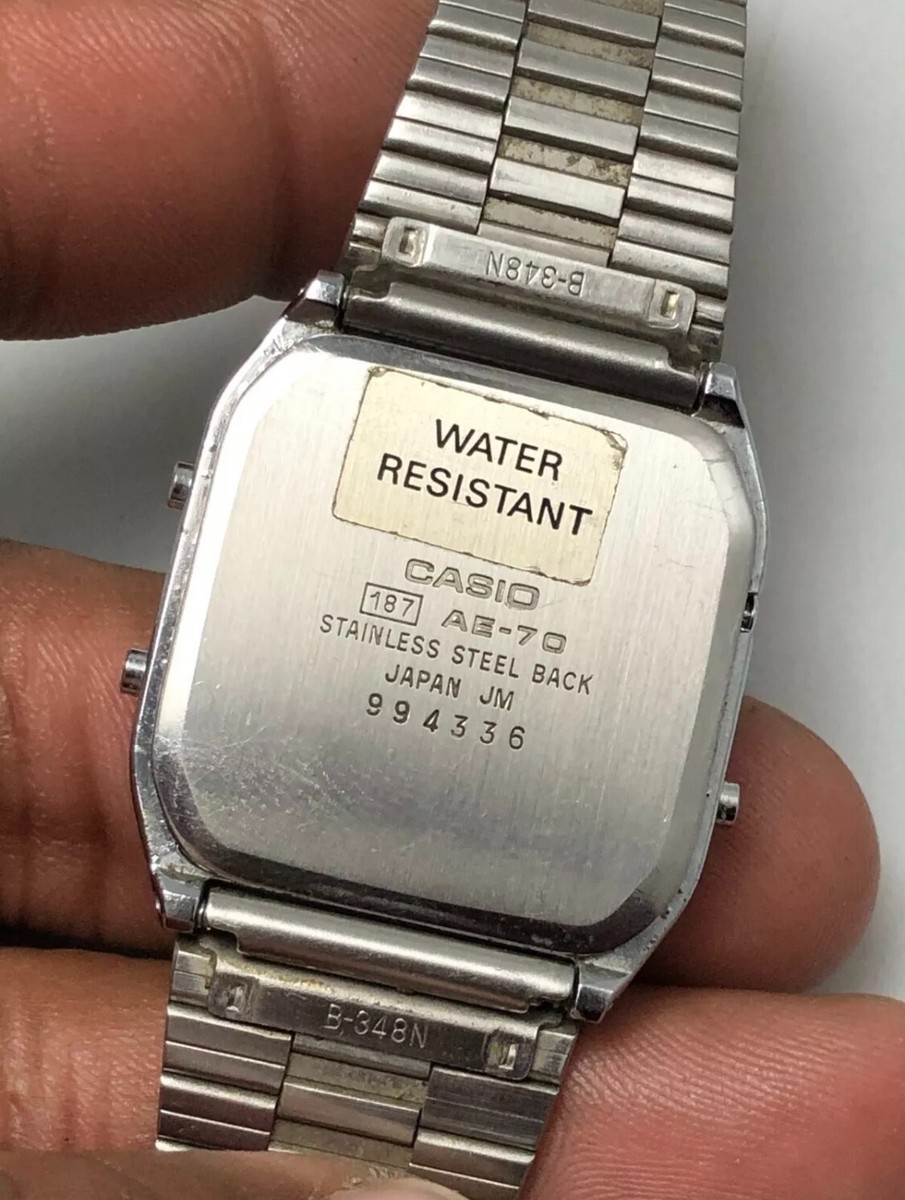 B-348N
WATER
RESISTANT
CASIO
187 AE-70
STAINLESS STEEL BACK
JAPAN JM
994336
B-348N